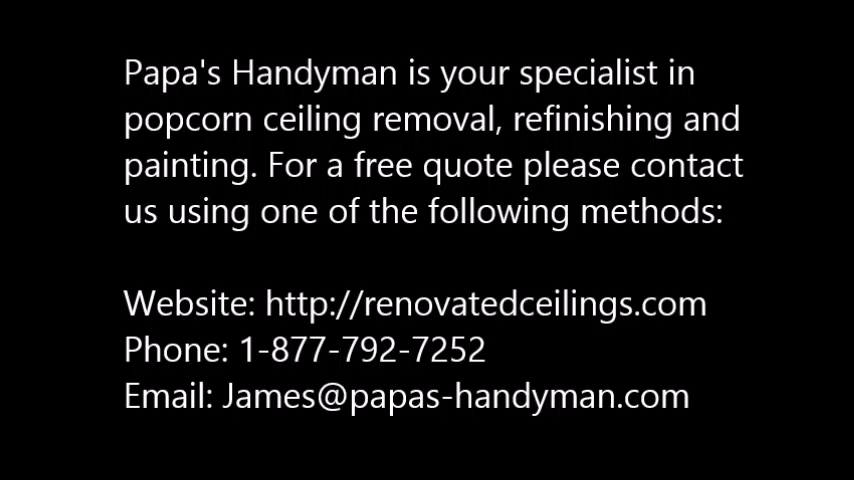 Papa's Handyman is your specialist in
popcorn ceiling removal, refinishing and
painting. For a free quote please contact
us using one of the following methods:
Website: http://renovatedceilings.com
Phone: 1-877-792-7252
Email: James@papas-handyman.com